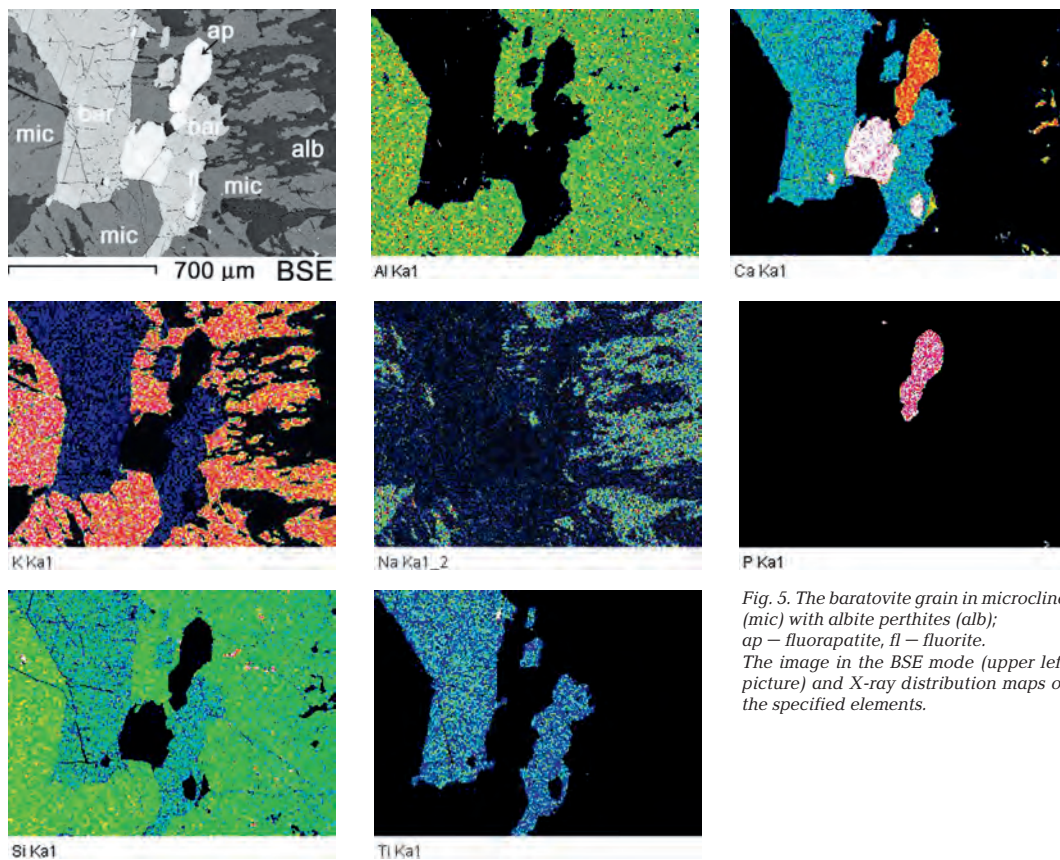 ap
bar
bar
mic
alb
mic
mic
700 μm BSE
Al Ka1
Ca Ka1
K Ka1
Na Ka1_2
P Ka1
Si Ka1
Ti Ka1
Fig. 5. The baratovite grain in microcline
(mic) with albite perthites (alb);
ap — fluorapatite, fl — fluorite.
The image in the BSE mode (upper left
picture) and X-ray distribution maps o
the specified elements.